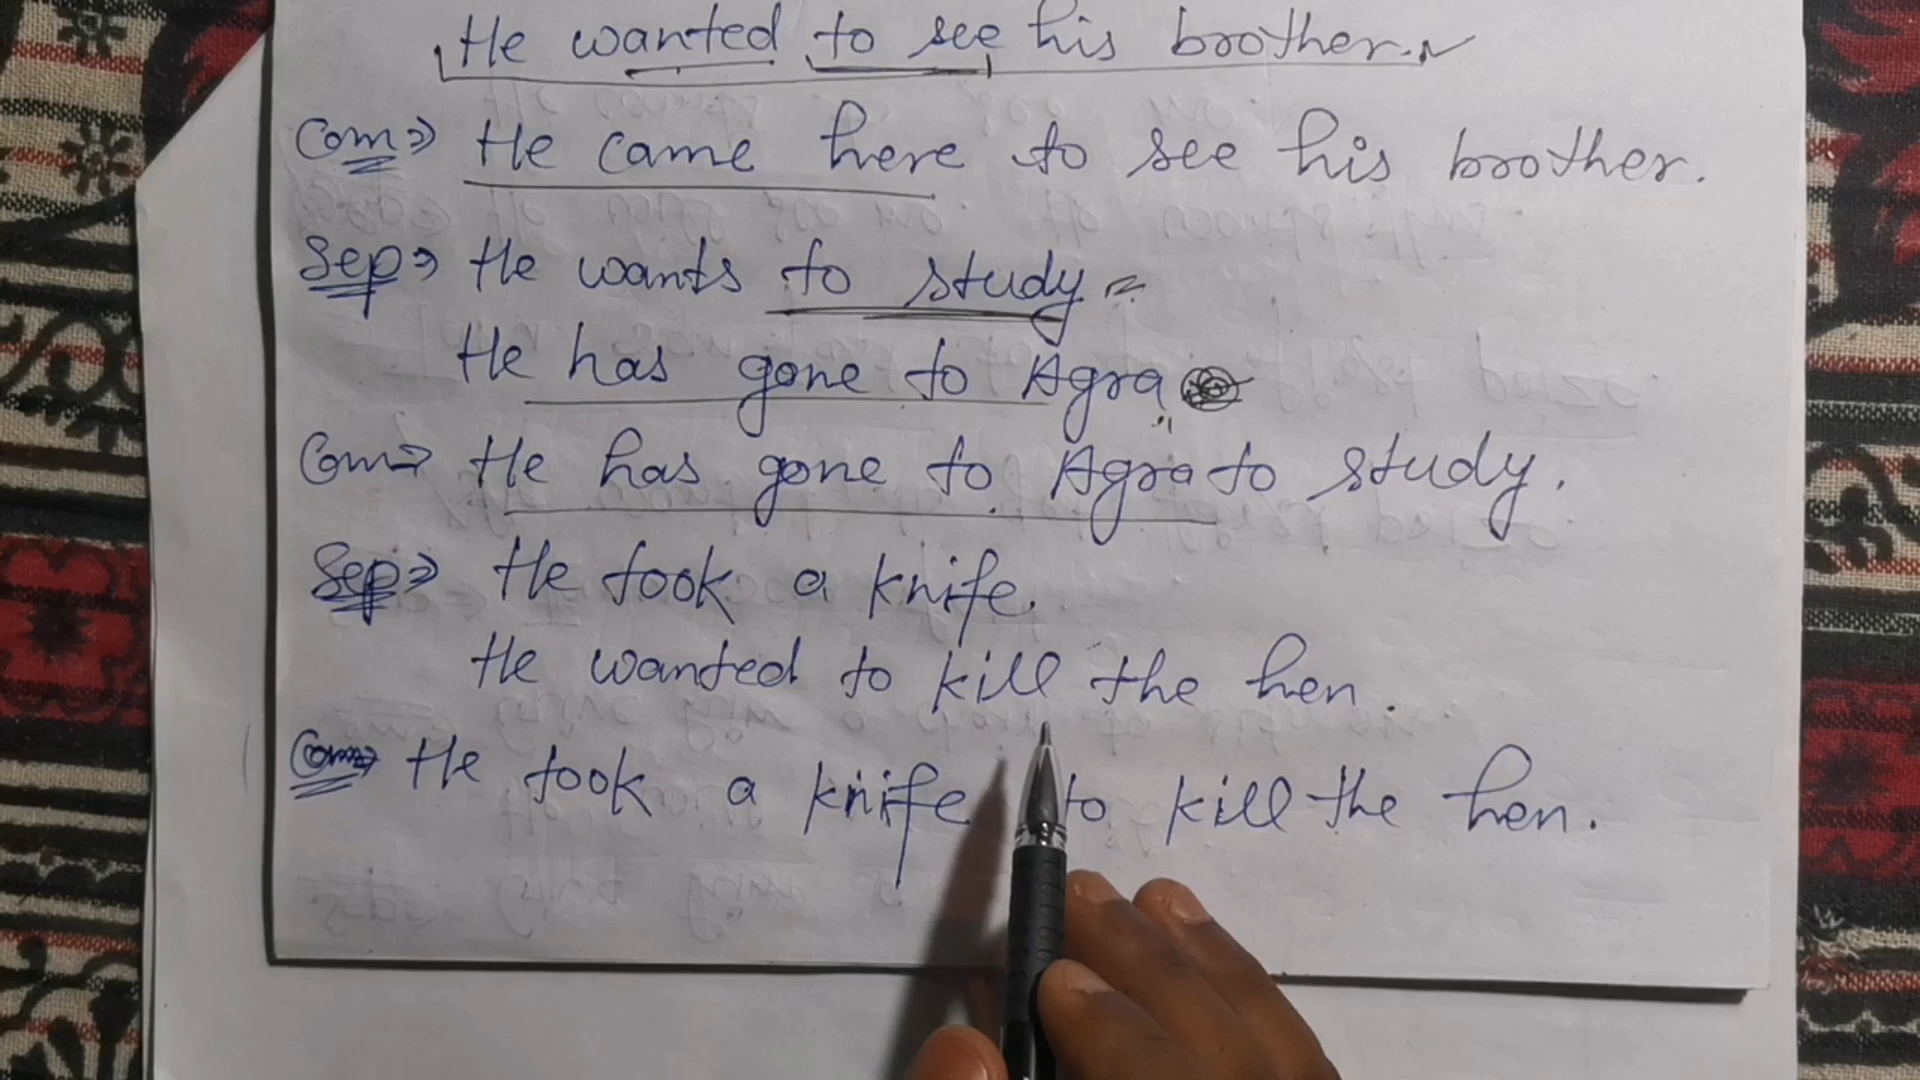 He wanted to see his brother.
Com⇒ He came here to see his brother.
Sep⇒ He wants to study
He has gone to Agra
Com⇒ He has gone to Agra to study.
Sep⇒ He took a knife.
He wanted to kill the hen.
Com⇒ He took a knife to kill the hen.